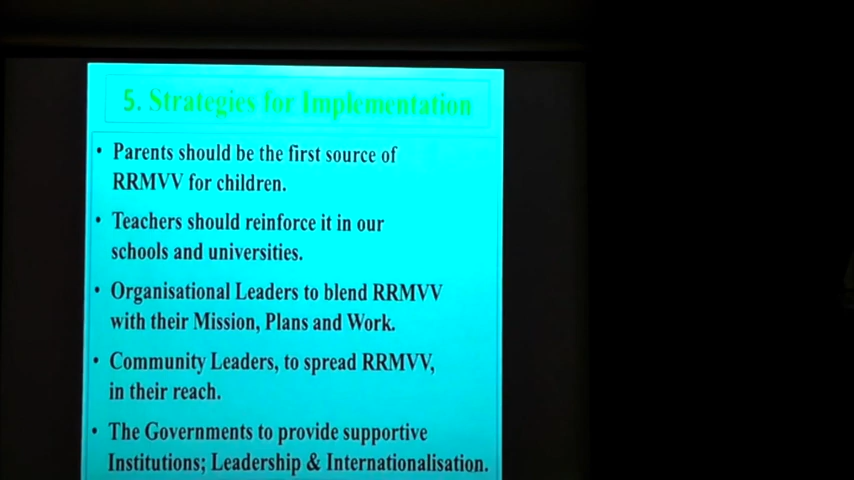 5. Strategies for Implementation
• Parents should be the first source of
RRMVV for children.
• Teachers should reinforce it in our
schools and universities.
• Organisational Leaders to blend RRMVV
with their Mission, Plans and Work.
• Community Leaders, to spread RRMVV,
in their reach.
• The Governments to provide supportive
Institutions; Leadership & Internationalisation.